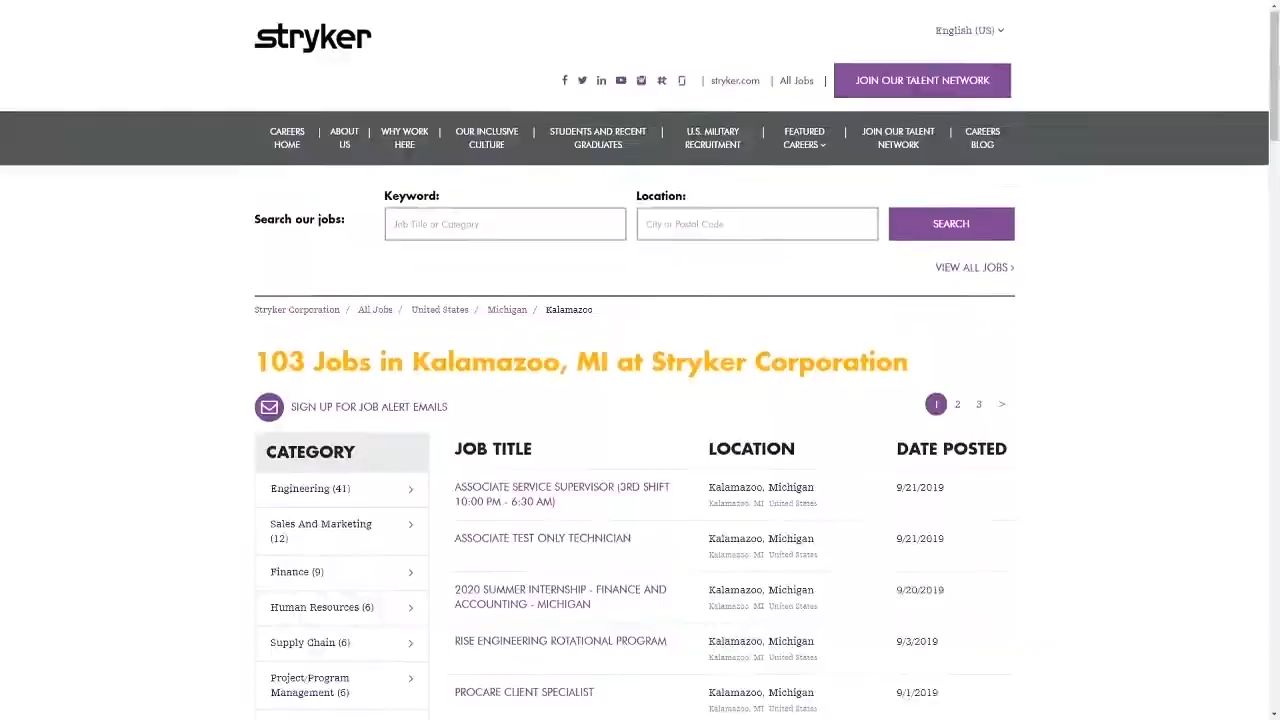 stryker
English (US)
| stryker.com | All Jobs |
JOIN OUR TALENT NETWORK
CAREERS HOME | ABOUT US | WHY WORK HERE | OUR INCLUSIVE CULTURE | STUDENTS AND RECENT GRADUATES | U.S. MILITARY RECRUITMENT | FEATURED CAREERS | JOIN OUR TALENT NETWORK | CAREERS BLOG
Keyword: Location:
Search our jobs: Job Title or Category City or Postal Code SEARCH
VIEW ALL JOBS >
Stryker Corporation / All Jobs / United States / Michigan / Kalamazoo
103 Jobs in Kalamazoo, MI at Stryker Corporation
SIGN UP FOR JOB ALERT EMAILS
1 2 3 >
CATEGORY
Engineering (41)
Sales And Marketing
(12)
Finance (9)
Human Resources (6)
Supply Chain (6)
Project/Program
Management (6)
JOB TITLE LOCATION DATE POSTED
ASSOCIATE SERVICE SUPERVISOR (3RD SHIFT Kalamazoo, Michigan 9/21/2019
10:00 PM - 6:30 AM) Kalamazoo, MI United States
ASSOCIATE TEST ONLY TECHNICIAN Kalamazoo, Michigan 9/21/2019
Kalamazoo, MI United States
2020 SUMMER INTERNSHIP - FINANCE AND Kalamazoo, Michigan 9/20/2019
ACCOUNTING - MICHIGAN Kalamazoo, MI United States
RISE ENGINEERING ROTATIONAL PROGRAM Kalamazoo, Michigan 9/3/2019
Kalamazoo, MI United States
PROCARE CLIENT SPECIALIST Kalamazoo, Michigan 9/1/2019
Kalamazoo, MI United States